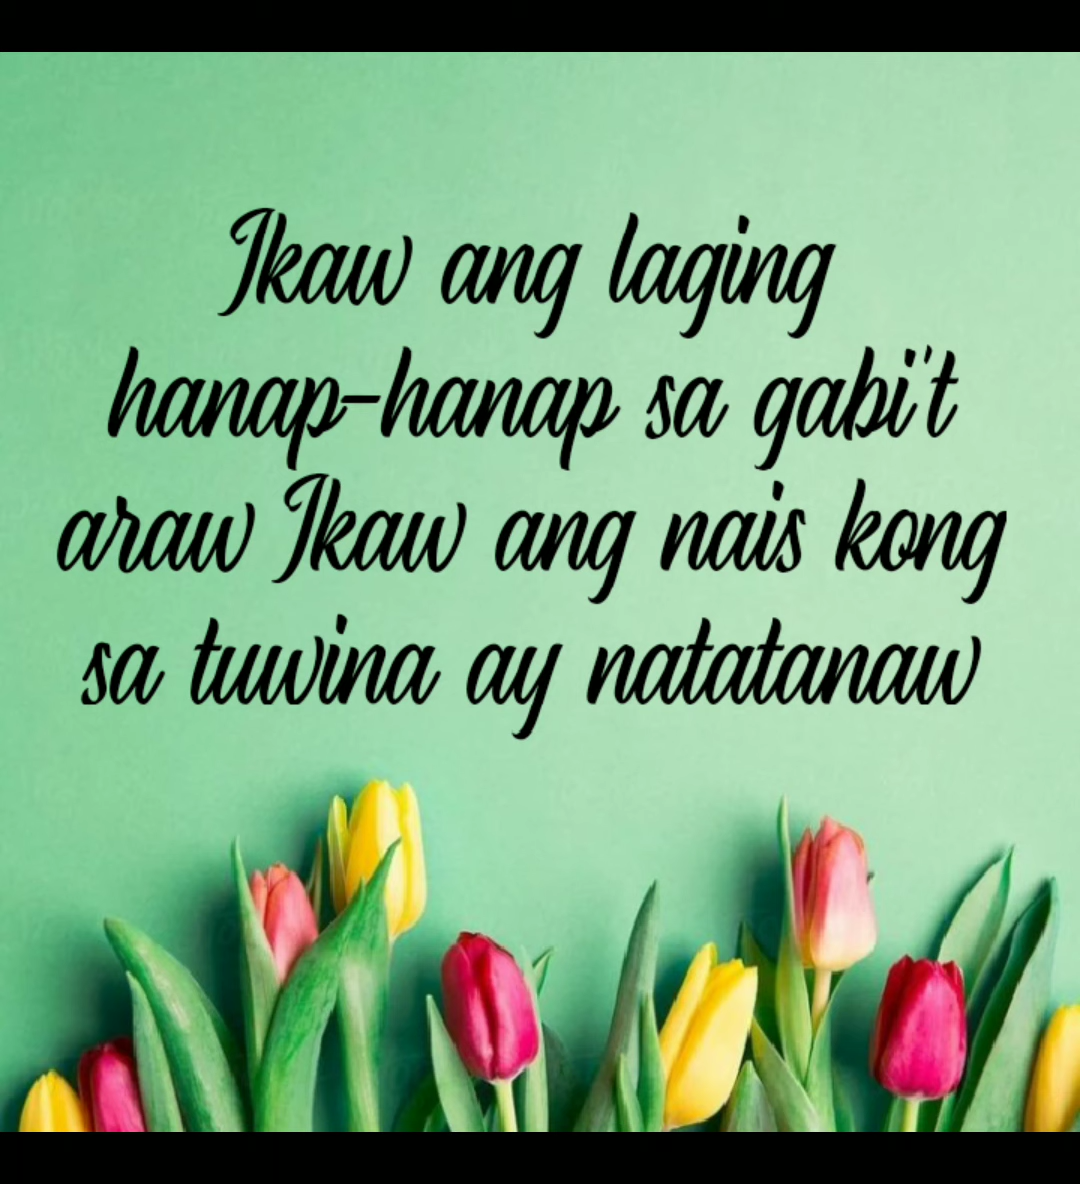 Ikaw ang laging
hanap-hanap sa gabi't
araw Ikaw ang nais kong
sa tuwina ay natatanaw